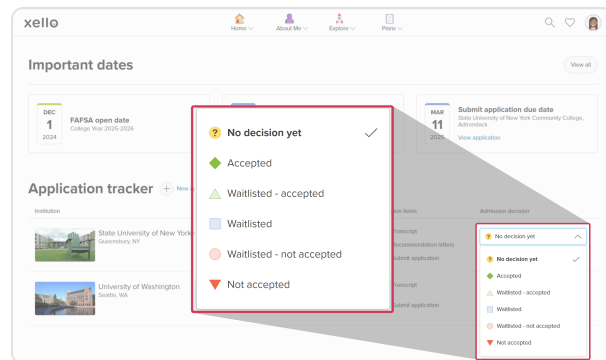 xello
Home
About Me
Explore
Plans
Important dates
View all
DEC
1
2024
FAFSA open date
College Year 2025-2026
MAR
11
2025
Submit application due date
State University of New York Community College,
Adirondack
View application
Application tracker
+ New
Institution
Admission decision
State University of New York
Queensbury, NY
Transcript
Recommendation letters
Submit application
University of Washington
Seattle, WA
Transcript
Submit application
No decision yet
Accepted
Waitlisted - accepted
Waitlisted
Waitlisted - not accepted
Not accepted
No decision yet
No decision yet
Accepted
Waitlisted - accepted
Waitlisted
Waitlisted - not accepted
Not accepted